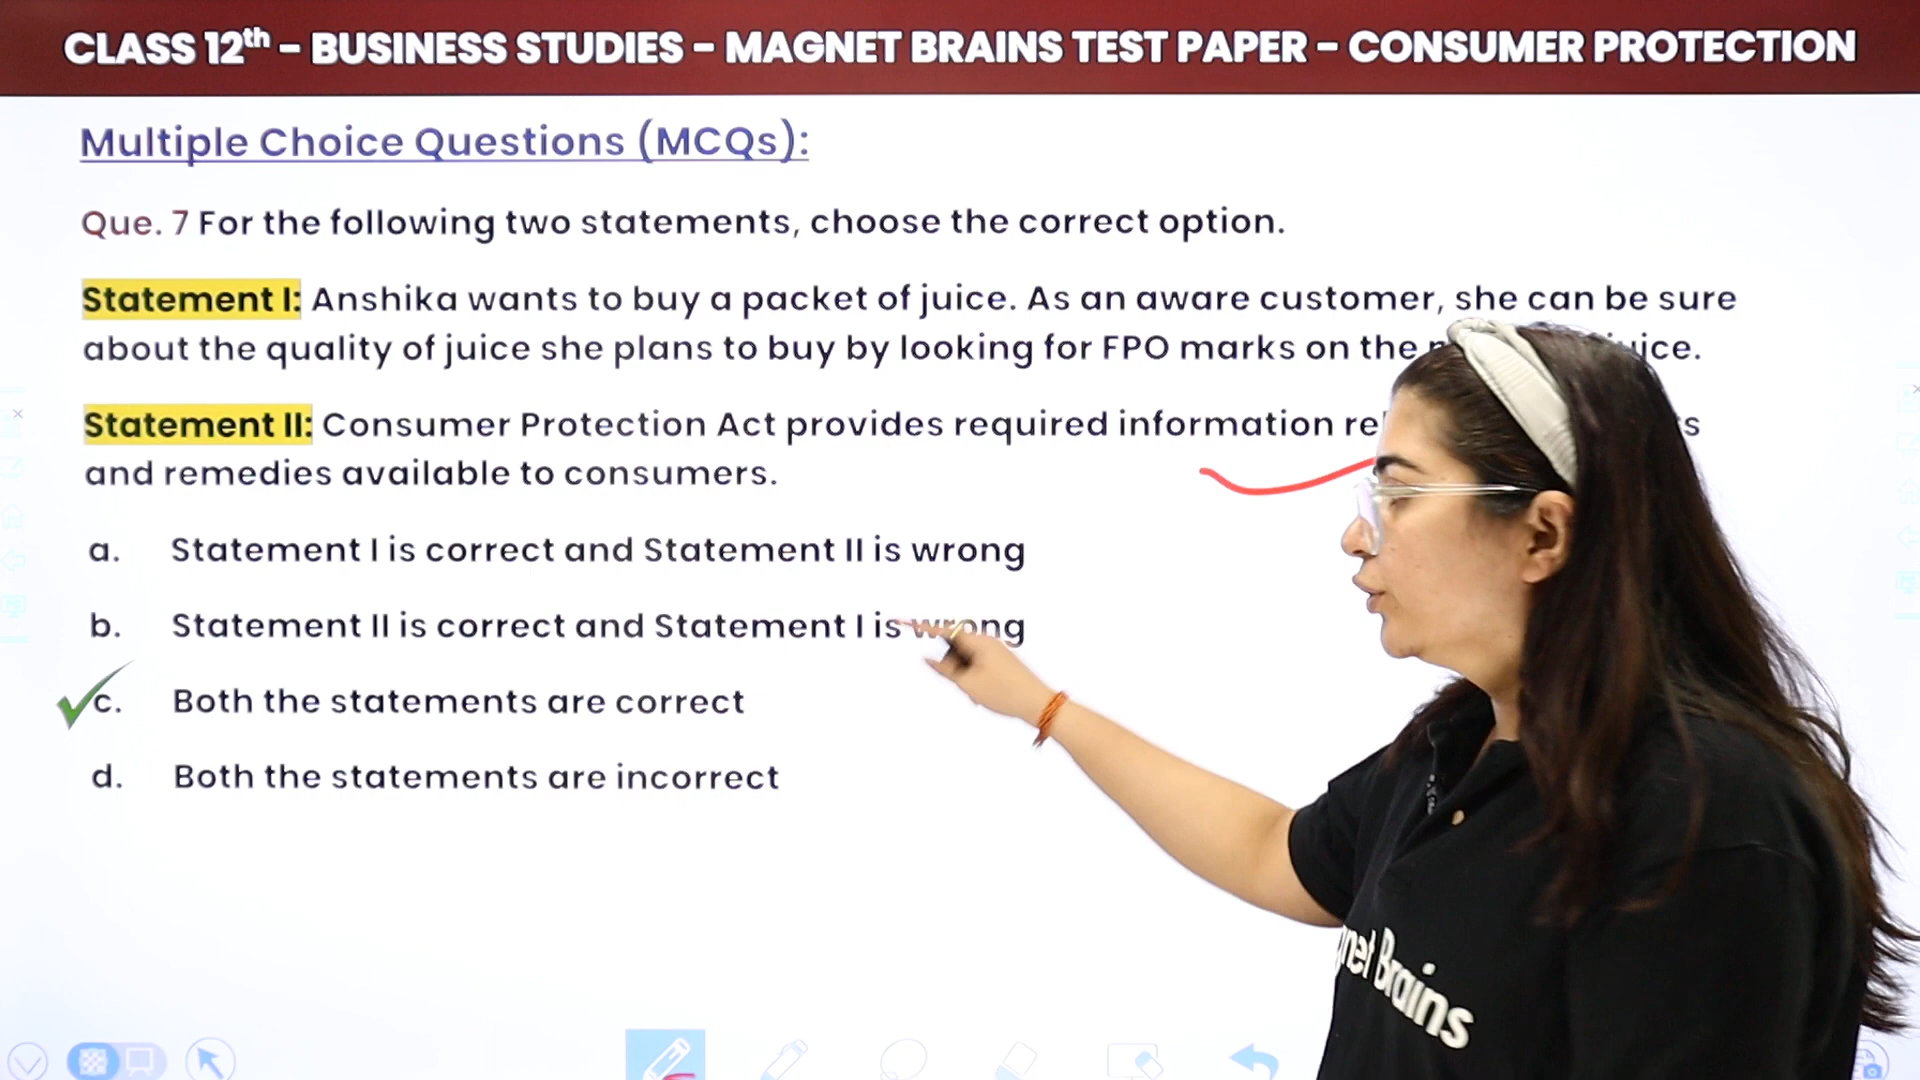 CLASS 12th – BUSINESS STUDIES – MAGNET BRAINS TEST PAPER – CONSUMER PROTECTION
Multiple Choice Questions (MCQs):
Que. 7 For the following two statements, choose the correct option.
Statement I: Anshika wants to buy a packet of juice. As an aware customer, she can be sure
about the quality of juice she plans to buy by looking for FPO marks on the
Statement II: Consumer Protection Act provides required information
and remedies available to consumers.
a. Statement I is correct and Statement II is wrong
b. Statement II is correct and Statement I is wrong
c. Both the statements are correct
d. Both the statements are incorrect
Brains